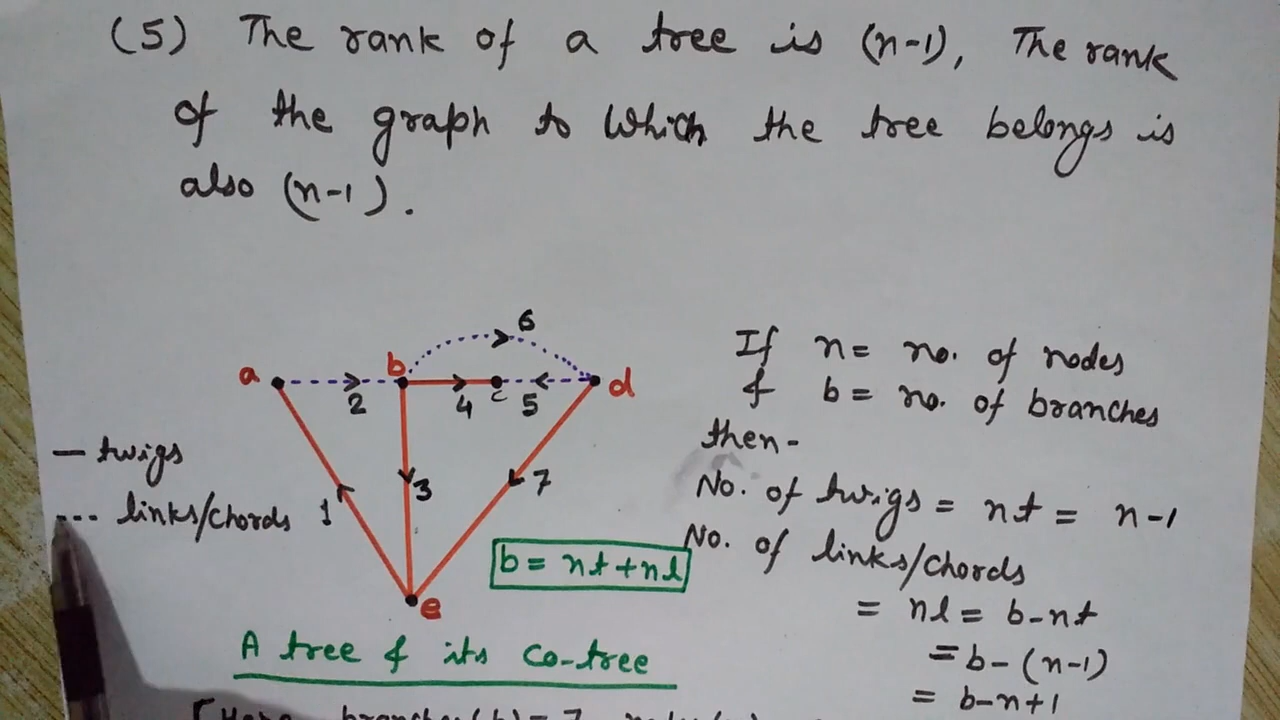 (5) The rank of a tree is (n-1), The rank
of the graph to which the tree belongs is
also (n-1).
6
a
b
c
d
2
4
5
3
7
1
e
— twigs
--- links/chords
b = nt + nl
A tree & its co-tree
If n = no. of nodes
& b = no. of branches
then-
No. of twigs = nt = n-1
No. of links/chords
= nl = b-nt
= b-(n-1)
= b-n+1